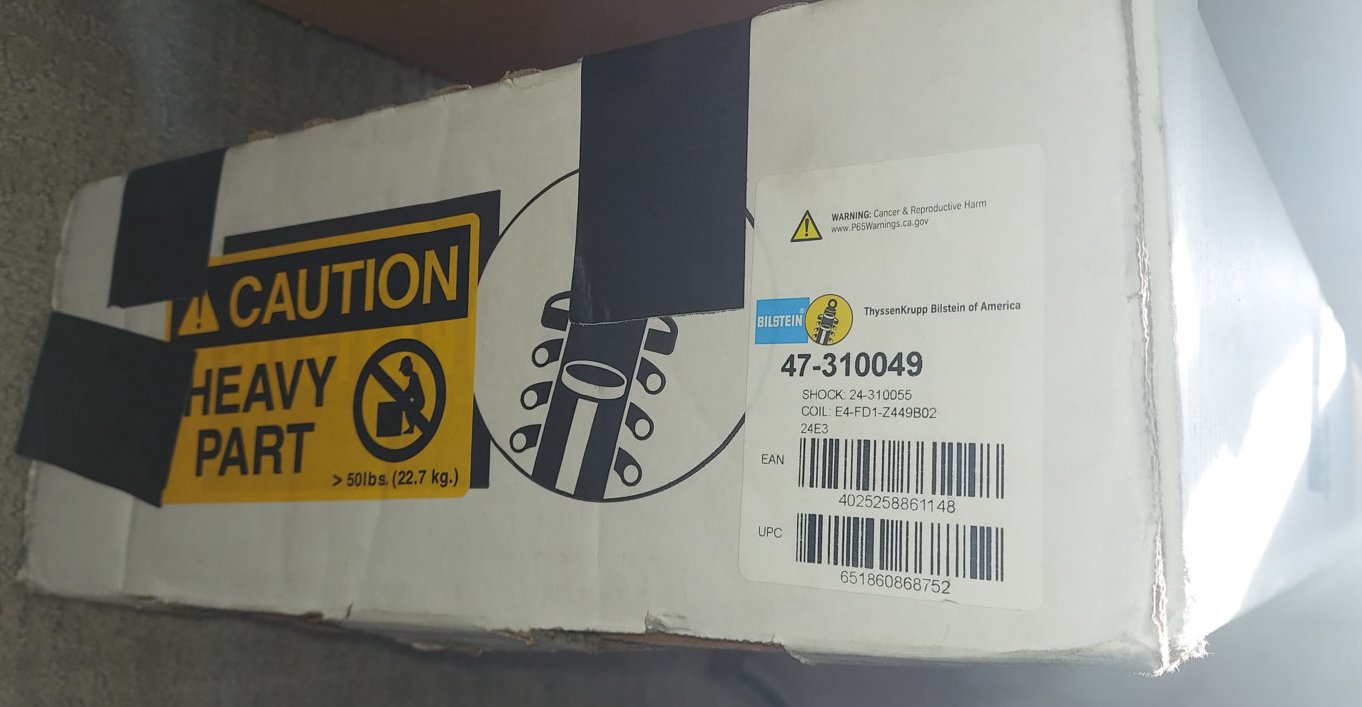 CAUTION
HEAVY
PART
> 50lbs. (22.7 kg.)
WARNING: Cancer & Reproductive Harm
www.P65Warnings.ca.gov
BILSTEIN
ThyssenKrupp Bilstein of America
47-310049
SHOCK: 24-310055
COIL: E4-FD1-Z449B02
24E3
EAN
4025258861148
UPC
651860868752